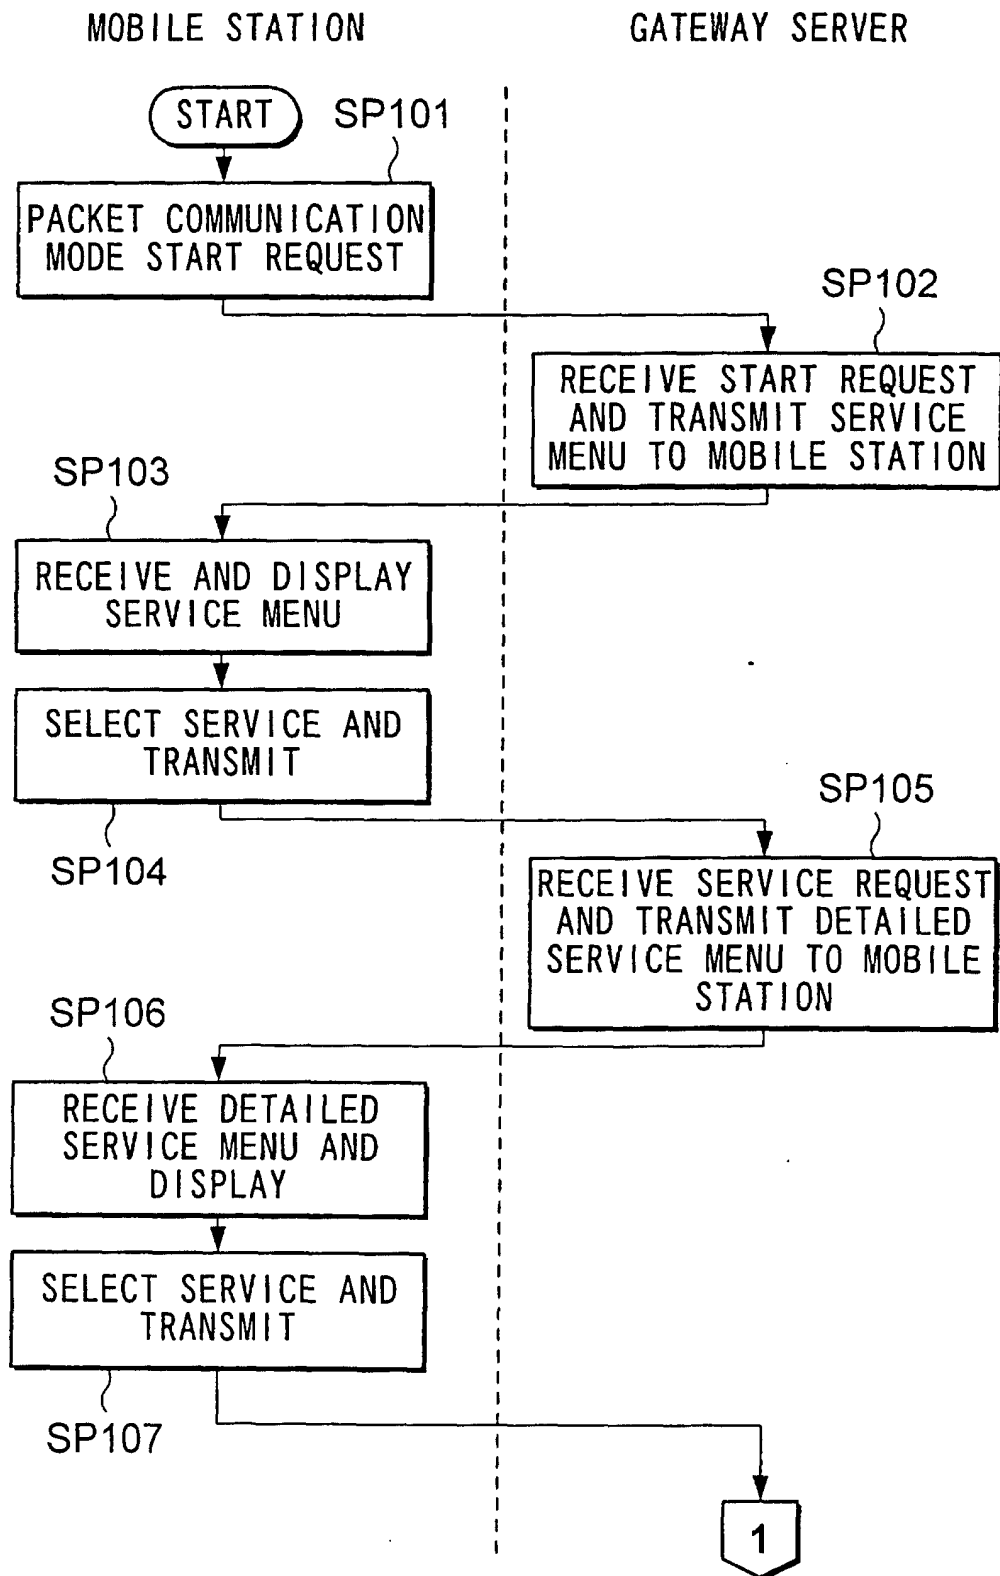 MOBILE STATION
GATEWAY SERVER
START
SP101
PACKET COMMUNICATION
MODE START REQUEST
SP102
RECEIVE START REQUEST
AND TRANSMIT SERVICE
MENU TO MOBILE STATION
SP103
RECEIVE AND DISPLAY
SERVICE MENU
SELECT SERVICE AND
TRANSMIT
SP104
SP105
RECEIVE SERVICE REQUEST
AND TRANSMIT DETAILED
SERVICE MENU TO MOBILE
STATION
SP106
RECEIVE DETAILED
SERVICE MENU AND
DISPLAY
SELECT SERVICE AND
TRANSMIT
SP107
1